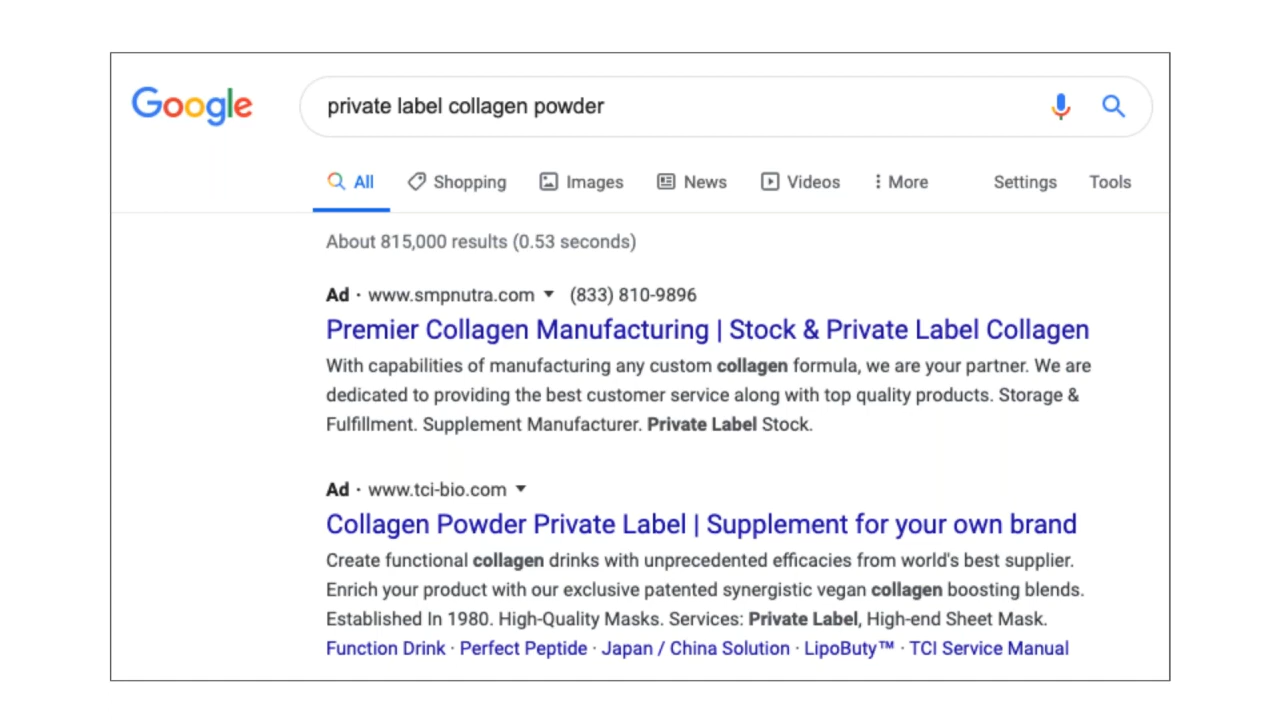 Google
private label collagen powder
All Shopping Images News Videos More Settings Tools
About 815,000 results (0.53 seconds)
Ad · www.smpnutra.com (833) 810-9896
Premier Collagen Manufacturing | Stock & Private Label Collagen
With capabilities of manufacturing any custom collagen formula, we are your partner. We are
dedicated to providing the best customer service along with top quality products. Storage &
Fulfillment. Supplement Manufacturer. Private Label Stock.
Ad · www.tci-bio.com
Collagen Powder Private Label | Supplement for your own brand
Create functional collagen drinks with unprecedented efficacies from world's best supplier.
Enrich your product with our exclusive patented synergistic vegan collagen boosting blends.
Established In 1980. High-Quality Masks. Services: Private Label, High-end Sheet Mask.
Function Drink · Perfect Peptide · Japan / China Solution · LipoButy™ · TCI Service Manual